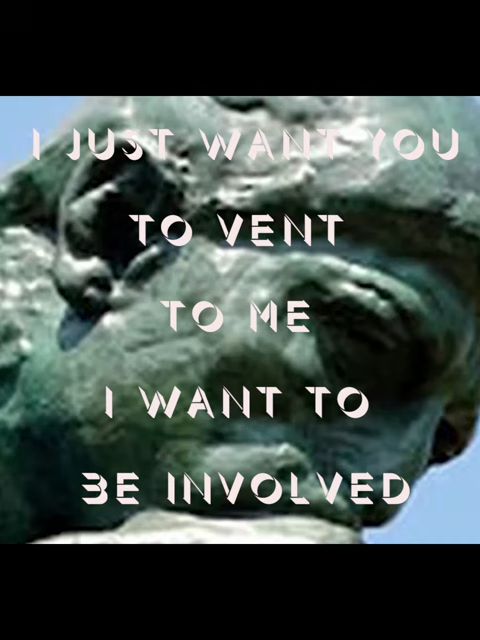 I JUST WANT YOU
TO VENT
TO ME
I WANT TO
BE INVOLVED